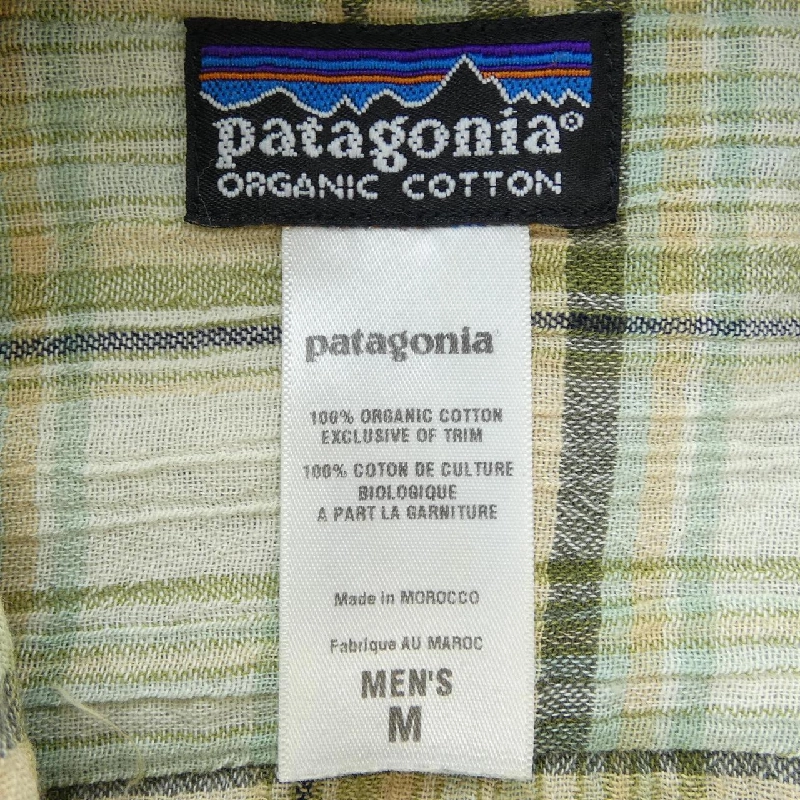 patagonia®
ORGANIC COTTON
patagonia
100% ORGANIC COTTON
EXCLUSIVE OF TRIM
100% COTON DE CULTURE
BIOLOGIQUE
A PART LA GARNITURE
Made in MOROCCO
Fabrique AU MAROC
MEN'S
M